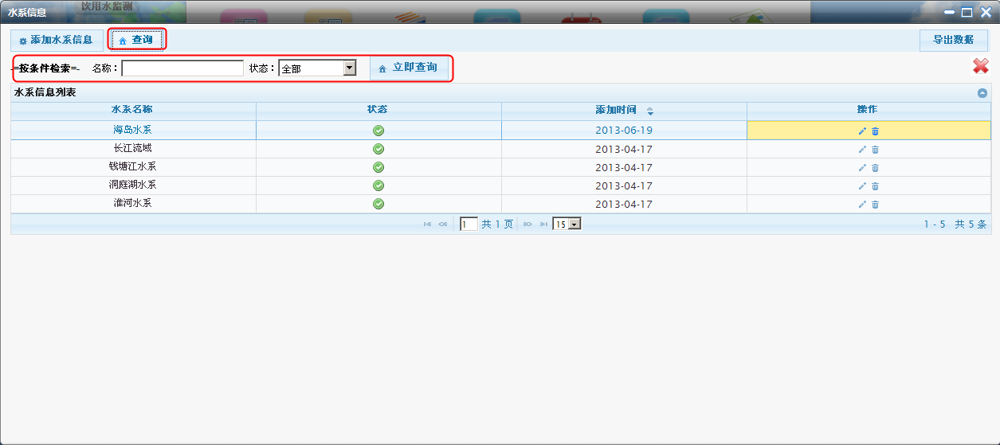 水系信息 饮用水监测
添加水系信息 查询 导出数据
-=按条件检索=- 名称： 状态： 全部 立即查询
水系信息列表
水系名称 状态 添加时间 操作
海岛水系 2013-06-19
长江流域 2013-04-17
钱塘江水系 2013-04-17
洞庭湖水系 2013-04-17
淮河水系 2013-04-17
1 共 1 页 15 1 - 5 共 5 条